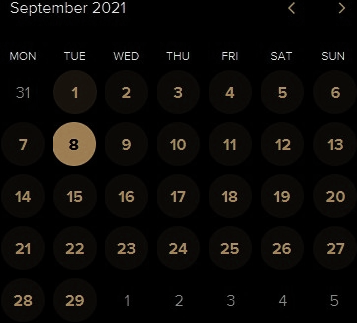 September 2021
MON TUE WED THU FRI SAT SUN
31 1 2 3 4 5 6
7 8 9 10 11 12 13
14 15 16 17 18 19 20
21 22 23 24 25 26 27
28 29 1 2 3 4 5